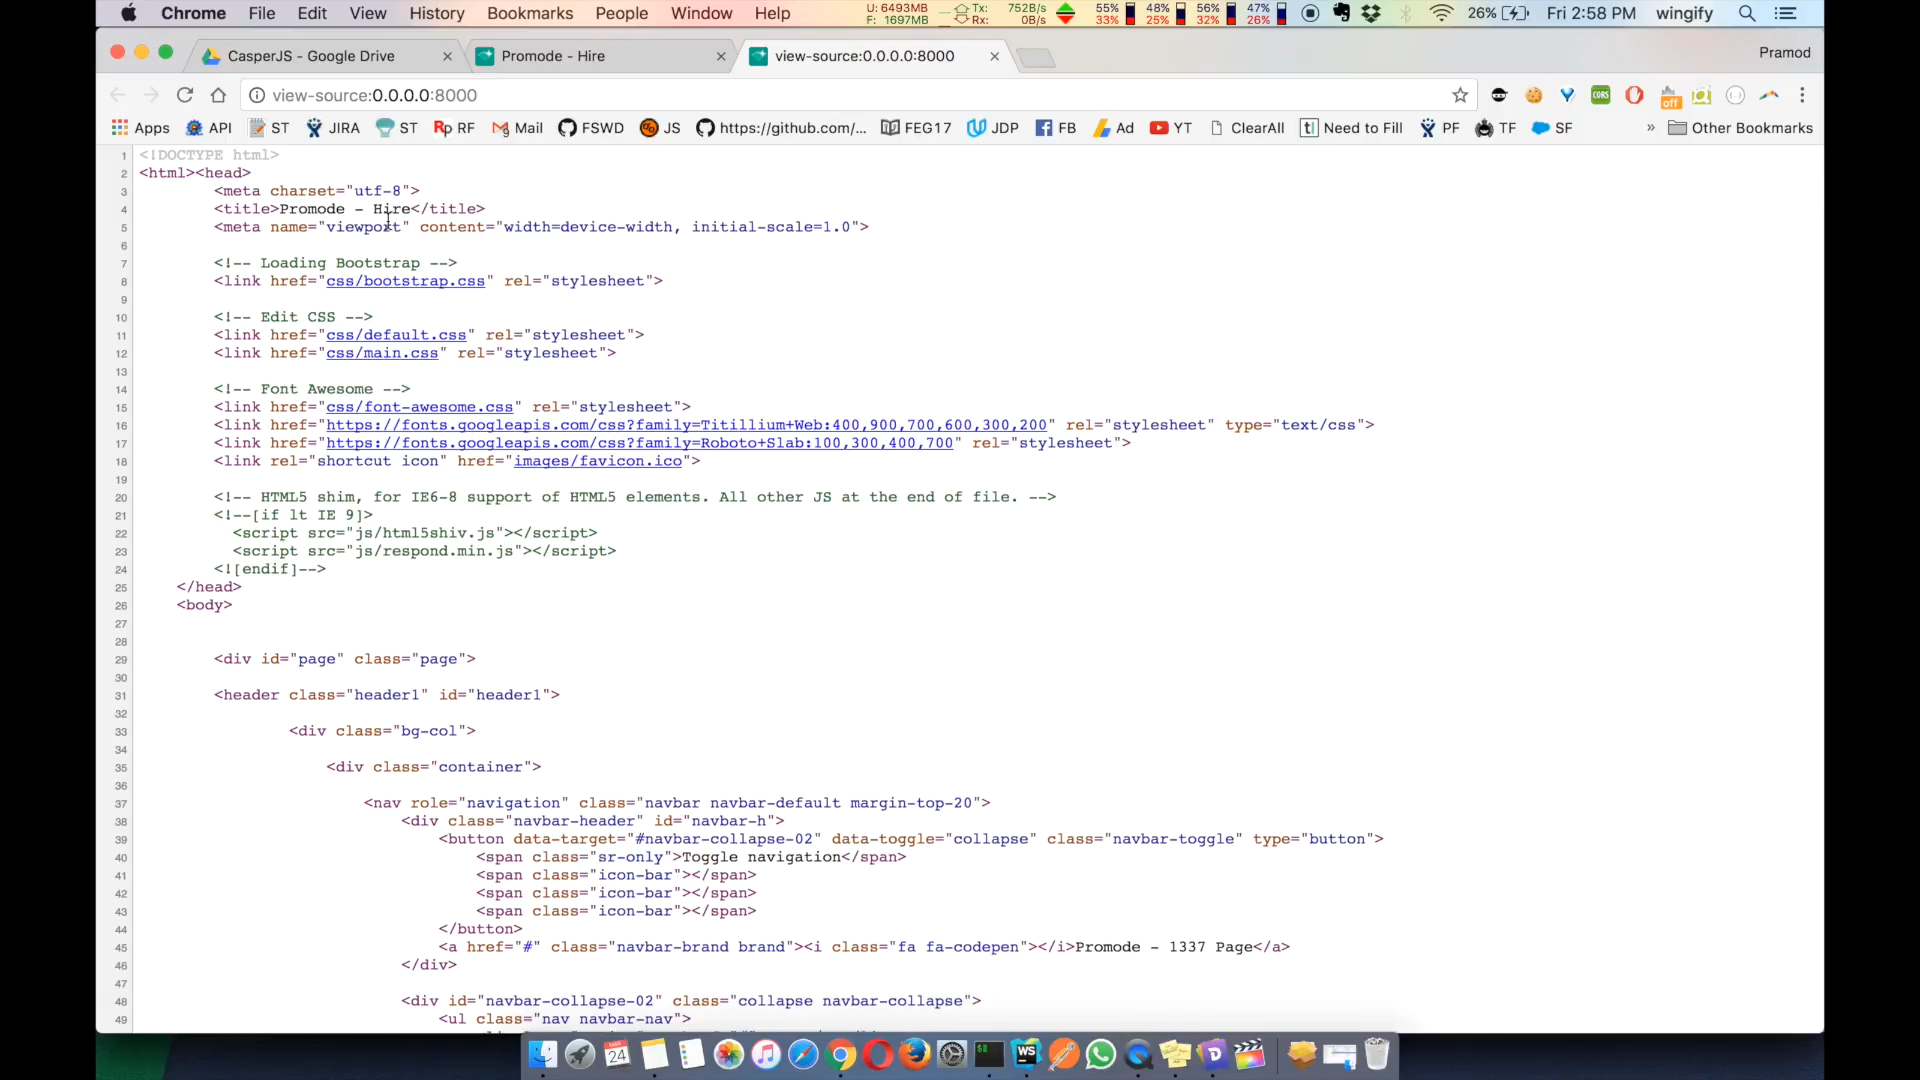 Chrome File Edit View History Bookmarks People Window Help U: 6493MB F: 1697MB Tx: 752B/s Rx: 0B/s 55% 33% 48% 25% 56% 32% 47% 26% 26% Fri 2:58 PM wingify
CasperJS - Google Drive Promode - Hire view-source:0.0.0.0:8000 Pramod
view-source:0.0.0.0:8000 CORS off
Apps API ST JIRA ST Rp RF Mail FSWD JS https://github.com/... FEG17 JDP FB Ad YT ClearAll Need to Fill PF TF SF » Other Bookmarks
1 <!DOCTYPE html>
2 <html><head>
3 <meta charset="utf-8">
4 <title>Promode - Hire</title>
5 <meta name="viewport" content="width=device-width, initial-scale=1.0">
6
7 <!-- Loading Bootstrap -->
8 <link href="css/bootstrap.css" rel="stylesheet">
9
10 <!-- Edit CSS -->
11 <link href="css/default.css" rel="stylesheet">
12 <link href="css/main.css" rel="stylesheet">
13
14 <!-- Font Awesome -->
15 <link href="css/font-awesome.css" rel="stylesheet">
16 <link href="https://fonts.googleapis.com/css?family=Titillium+Web:400,900,700,600,300,200" rel="stylesheet" type="text/css">
17 <link href="https://fonts.googleapis.com/css?family=Roboto+Slab:100,300,400,700" rel="stylesheet">
18 <link rel="shortcut icon" href="images/favicon.ico">
19
20 <!-- HTML5 shim, for IE6-8 support of HTML5 elements. All other JS at the end of file. -->
21 <!--[if lt IE 9]>
22 <script src="js/html5shiv.js"></script>
23 <script src="js/respond.min.js"></script>
24 <![endif]-->
25 </head>
26 <body>
27
28
29 <div id="page" class="page">
30
31 <header class="header1" id="header1">
32
33 <div class="bg-col">
34
35 <div class="container">
36
37 <nav role="navigation" class="navbar navbar-default margin-top-20">
38 <div class="navbar-header" id="navbar-h">
39 <button data-target="#navbar-collapse-02" data-toggle="collapse" class="navbar-toggle" type="button">
40 <span class="sr-only">Toggle navigation</span>
41 <span class="icon-bar"></span>
42 <span class="icon-bar"></span>
43 <span class="icon-bar"></span>
44 </button>
45 <a href="#" class="navbar-brand brand"><i class="fa fa-codepen"></i>Promode - 1337 Page</a>
46 </div>
47
48 <div id="navbar-collapse-02" class="collapse navbar-collapse">
49 <ul class="nav navbar-nav">
24 WS